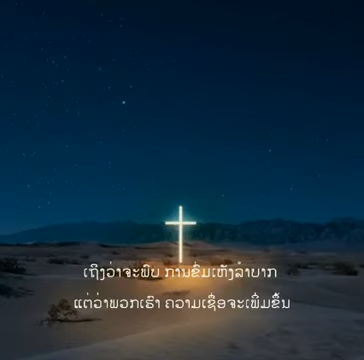 ເຖິງວ່າຈະພົບ ການຂົ່ມເຫັງລຳບາກ
ແຕ່ວ່າພວກເຮົາ ຄວາມເຊື່ອຈະເພີ່ມຂຶ້ນ